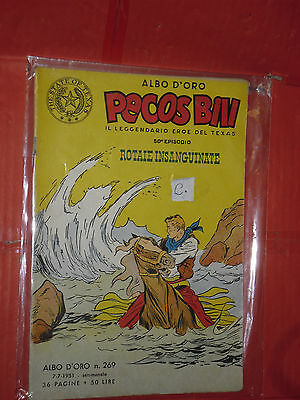 THE STATE OF TEXAS
ALBO D'ORO
PECOS BILL
IL LEGGENDARIO EROE DEL TEXAS
50° EPISODIO
ROTAIE INSANGUINATE
C.
ALBO D'ORO n. 269
7-7-1951 - settimanale
36 PAGINE + 50 LIRE